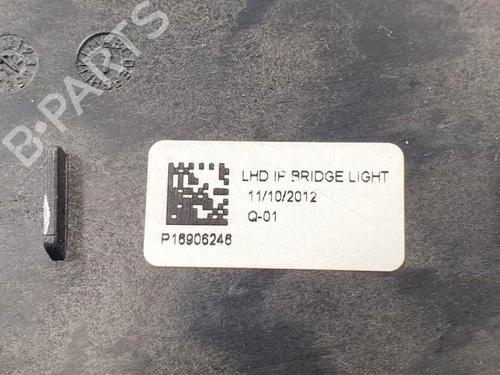 B-PARTS
LHD IP BRIDGE LIGHT
11/10/2012
Q-01
P16906246